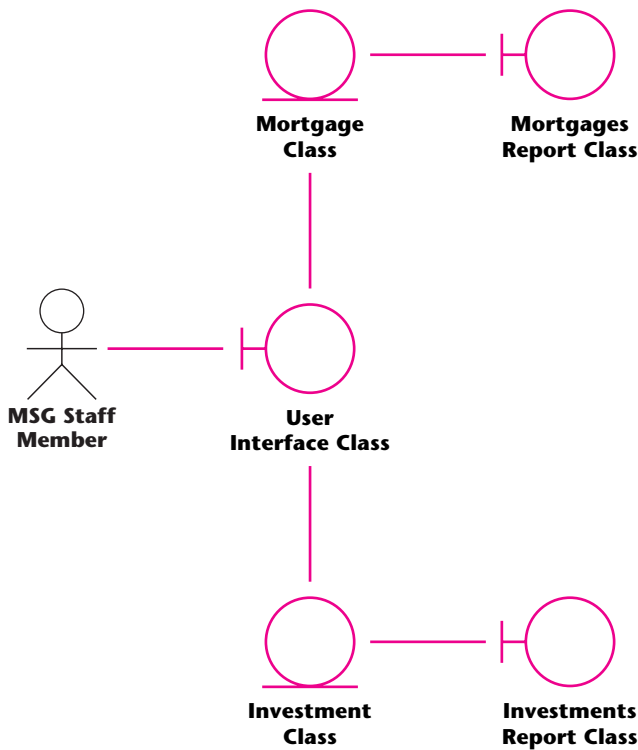 Mortgage
Class
Mortgages
Report Class
MSG Staff
Member
User
Interface Class
Investment
Class
Investments
Report Class